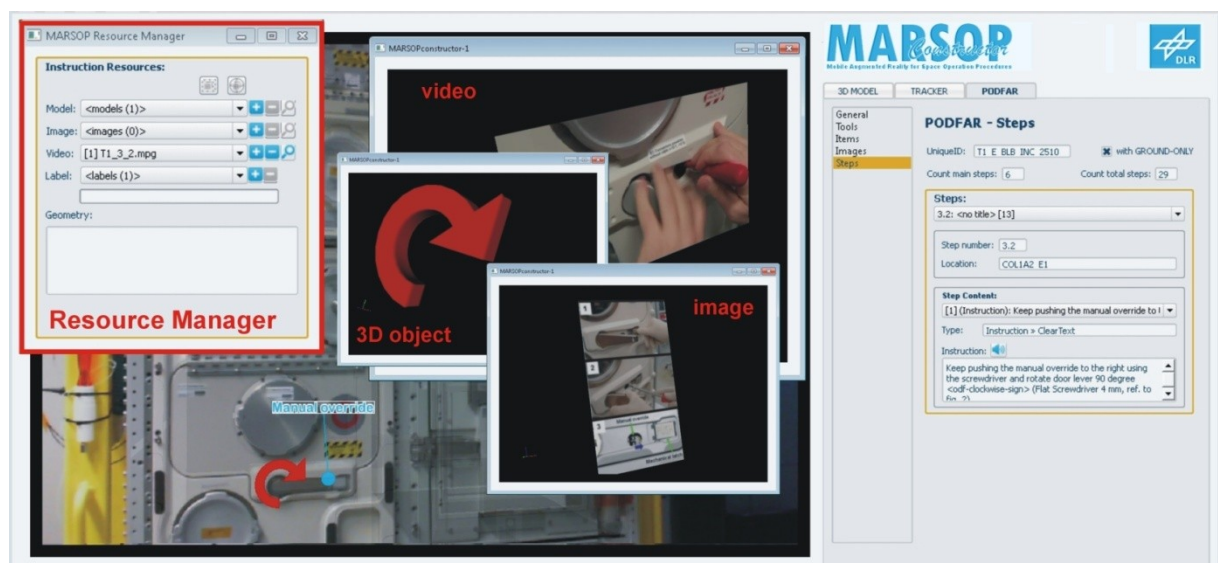 MARSOP Resource Manager
Instruction Resources:
Model: <models (1)>
Image: <images (0)>
Video: [1] T1_3_2.mpg
Label: <labels (1)>
Geometry:
Resource Manager
MARSOPconstructor-1
video
MARSOPconstructor-1
3D object
MARSOPconstructor-1
image
1
2
3
Manual override
Manual override
MARSOP
Constructor
Mobile Augmented Reality for Space Operation Procedures
DLR
3D MODEL TRACKER PODFAR
General
Tools
Items
Images
Steps
PODFAR - Steps
UniqueID: T1 E BLB INC 2510 with GROUND-ONLY
Count main steps: 6 Count total steps: 29
Steps:
3.2: <no title> [13]
Step number: 3.2
Location: COL1A2 E1
Step Content:
[1] (Instruction): Keep pushing the manual override to t
Type: Instruction » ClearText
Instruction:
Keep pushing the manual override to the right using
the screwdriver and rotate door lever 90 degree
<odf-clockwise-sign> (Flat Screwdriver 4 mm, ref. to
fig. 2)